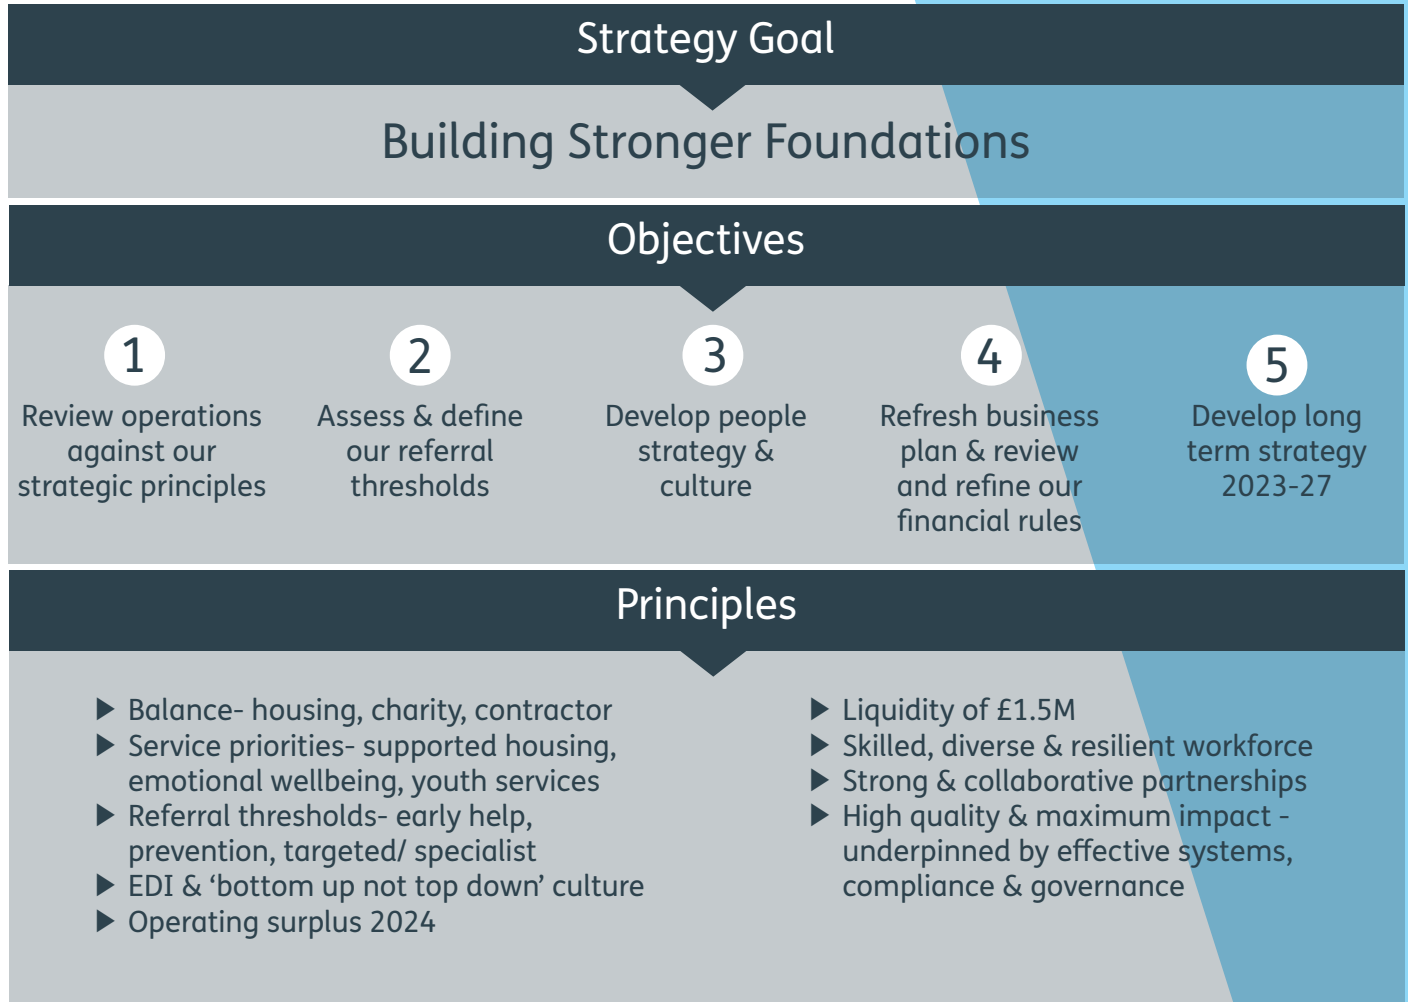 Strategy Goal
Building Stronger Foundations
Objectives
1
Review operations
against our
strategic principles
2
Assess & define
our referral
thresholds
3
Develop people
strategy &
culture
4
Refresh business
plan & review
and refine our
financial rules
5
Develop long
term strategy
2023-27
Principles
▶ Balance- housing, charity, contractor
▶ Service priorities- supported housing,
emotional wellbeing, youth services
▶ Referral thresholds- early help,
prevention, targeted/ specialist
▶ EDI & ‘bottom up not top down’ culture
▶ Operating surplus 2024
▶ Liquidity of £1.5M
▶ Skilled, diverse & resilient workforce
▶ Strong & collaborative partnerships
▶ High quality & maximum impact -
underpinned by effective systems,
compliance & governance